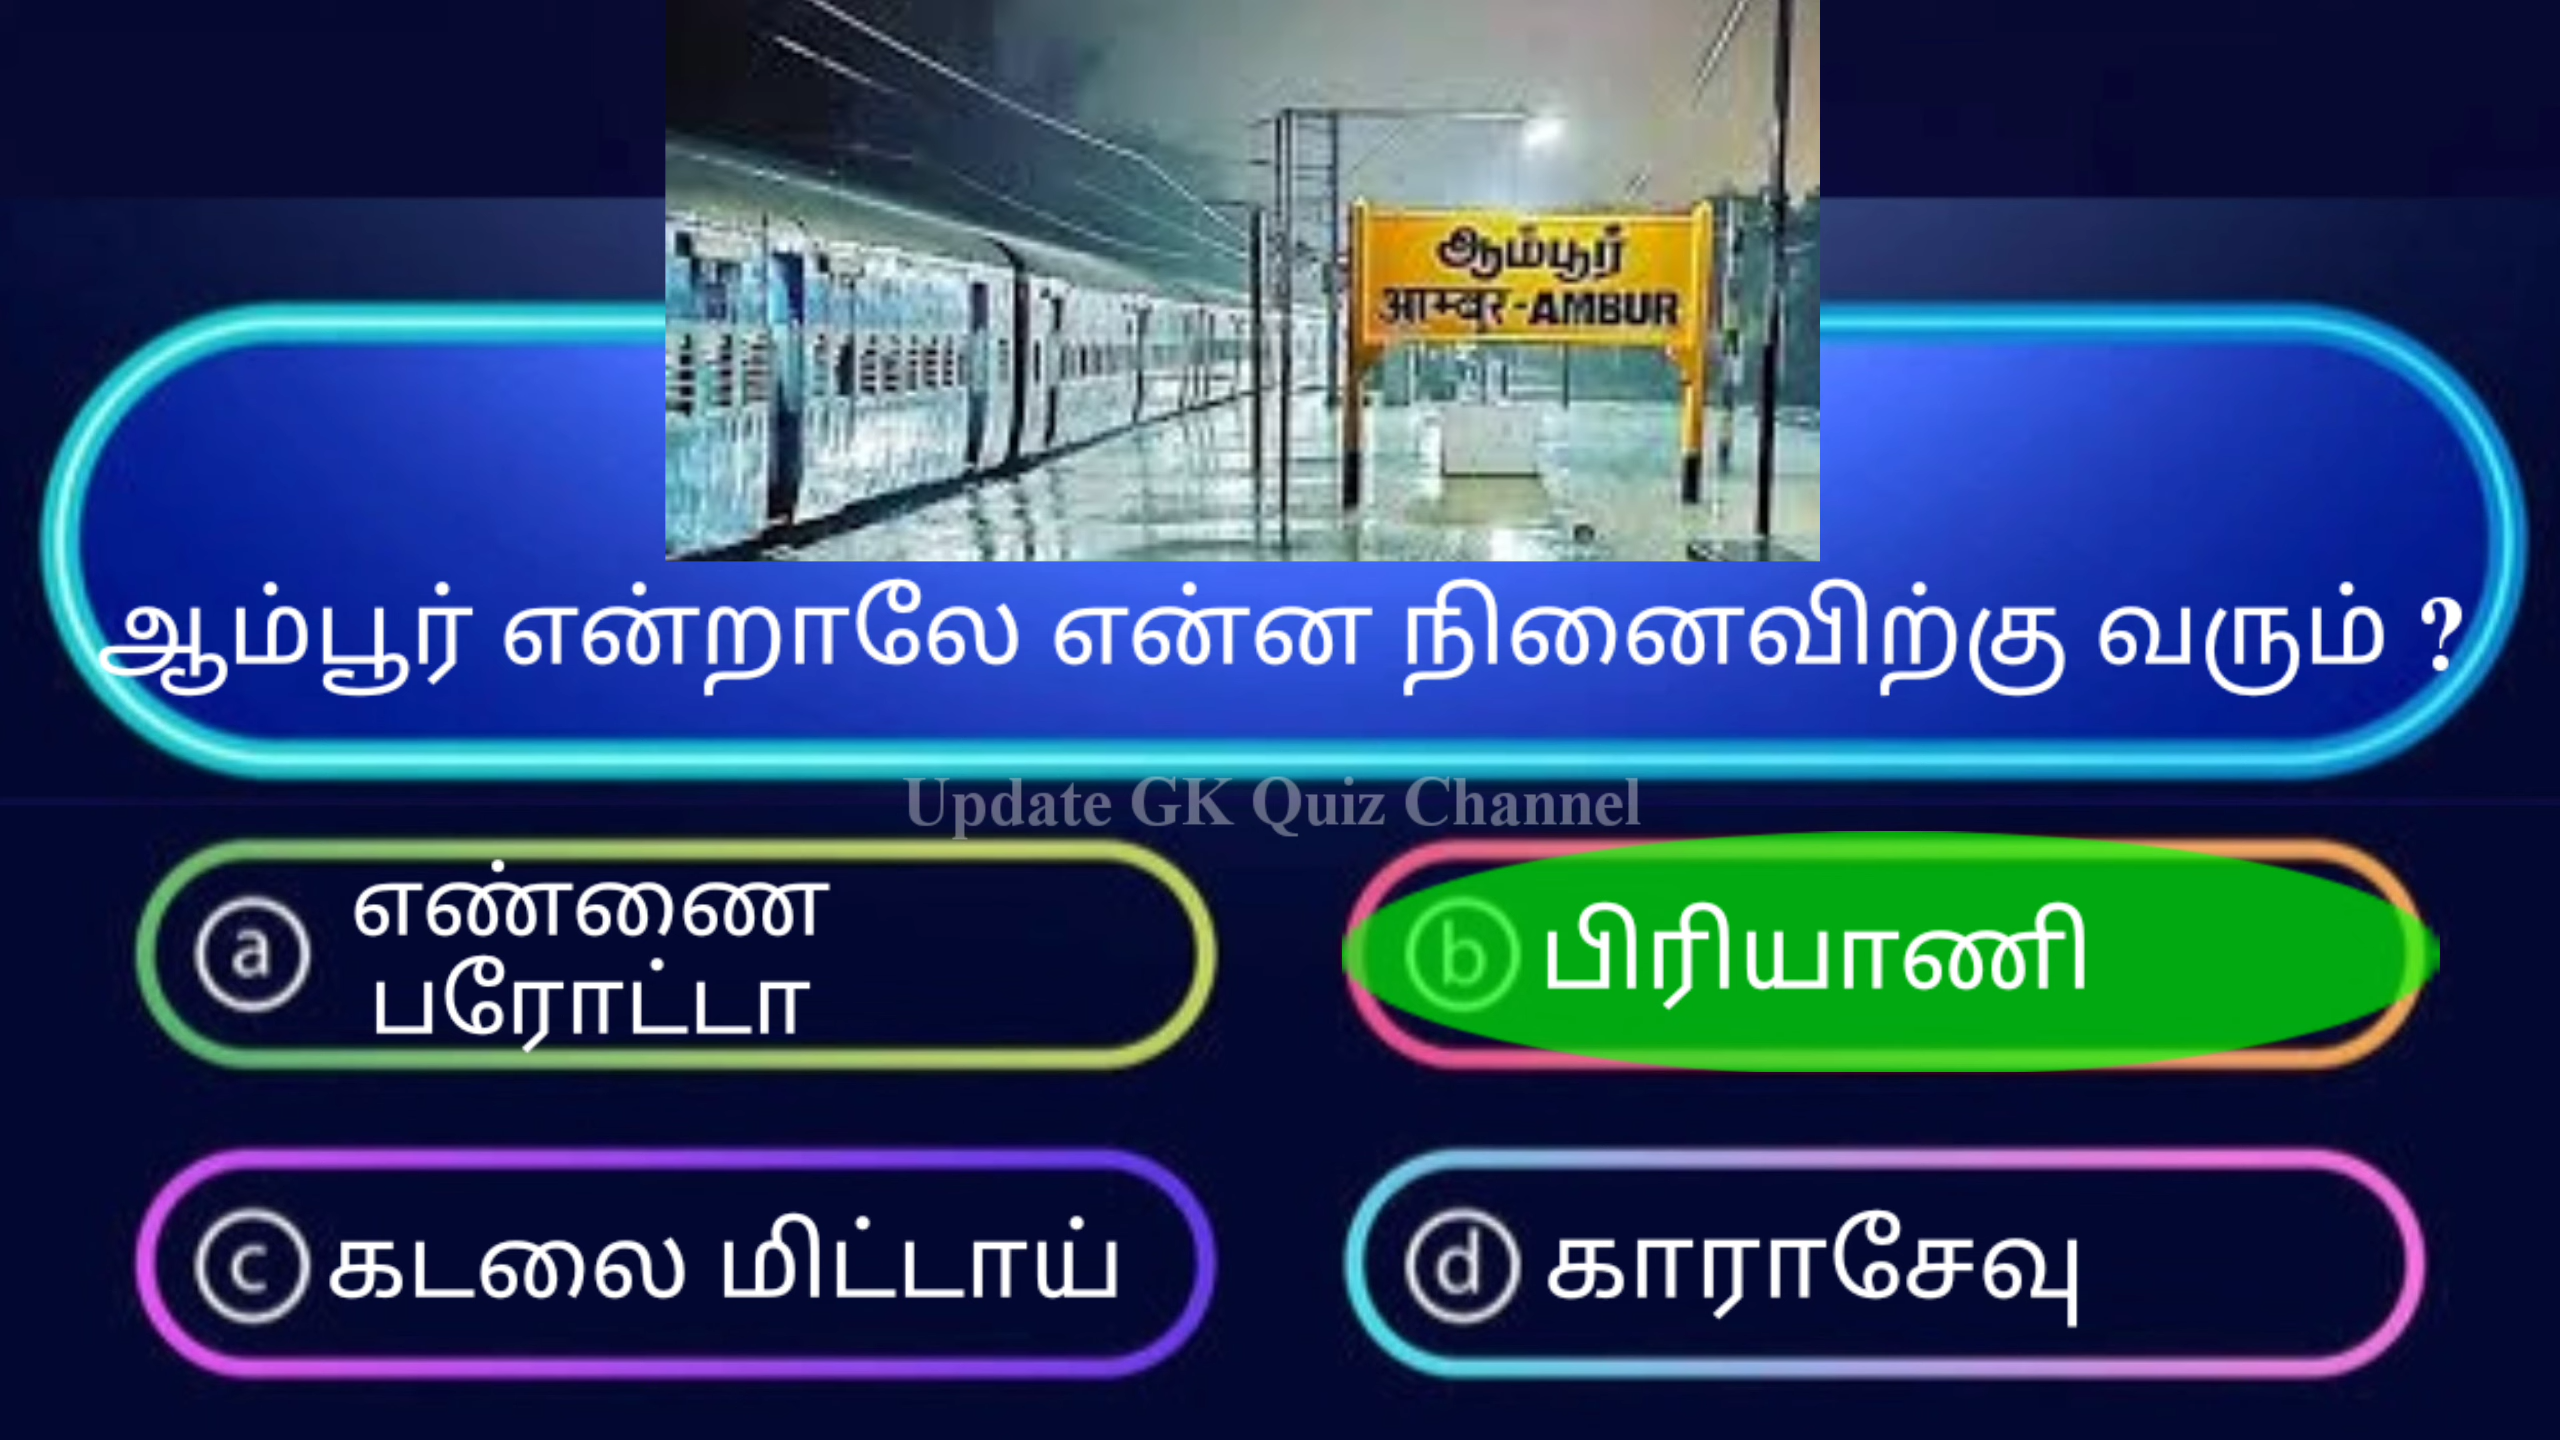 ஆம்பூர்
आम्बूर - AMBUR
ஆம்பூர் என்றாலே என்ன நினைவிற்கு வரும் ?
Update GK Quiz Channel
a எண்ணை
பரோட்டா
b பிரியாணி
c கடலை மிட்டாய்
d காராசேவு